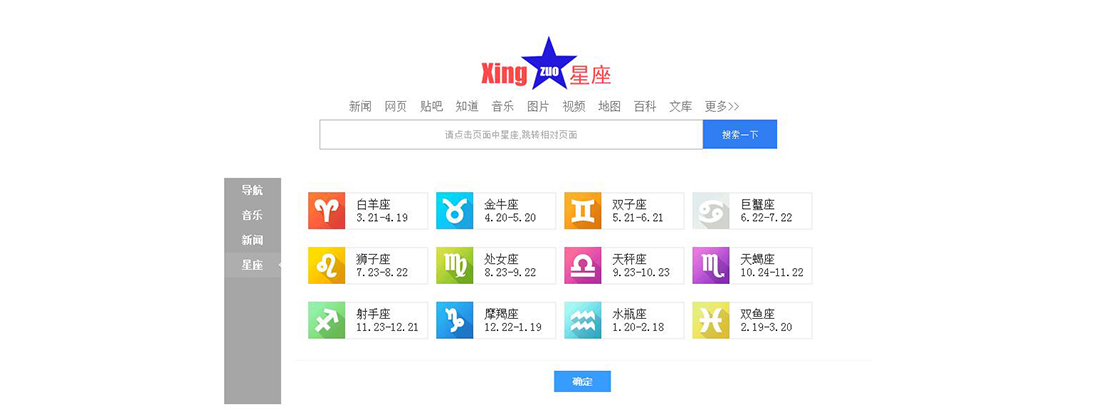 Xing ZUO 星座
新闻 网页 贴吧 知道 音乐 图片 视频 地图 百科 文库 更多>>
请点击页面中星座,跳转相对页面 搜索一下
导航
音乐
新闻
星座
白羊座 金牛座 双子座 巨蟹座
3.21-4.19 4.20-5.20 5.21-6.21 6.22-7.22
狮子座 处女座 天秤座 天蝎座
7.23-8.22 8.23-9.22 9.23-10.23 10.24-11.22
射手座 摩羯座 水瓶座 双鱼座
11.23-12.21 12.22-1.19 1.20-2.18 2.19-3.20
确定